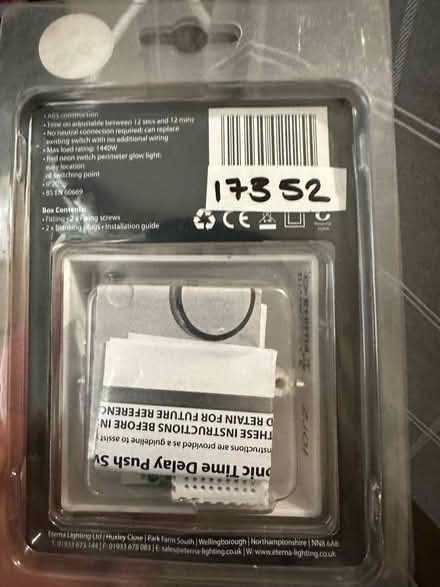 • ABS construction
• Time on adjustable between 12 secs and 12 mins
• No neutral connection required: can replace
existing switch with no additional wiring
• Max load rating: 1440W
• Red neon switch perimeter glow light:
easy location
of switching point
• IP20
• BS EN 60669
Box Contents:
• Fitting • 2 x Fixing screws
• 2 x Blanking plugs • Installation guide
17352
CE
onic Time Delay Push Sw
nstructions are provided as a guideline to assist
THESE INSTRUCTIONS BEFORE IN
D RETAIN FOR FUTURE REFERENC
Eterna Lighting Ltd | Huxley Close | Park Farm South | Wellingborough | Northamptonshire | NN8 6AB
T: 01933 673 144 | F: 01933 678 083 | E: sales@eterna-lighting.co.uk | W: www.eterna-lighting.co.uk